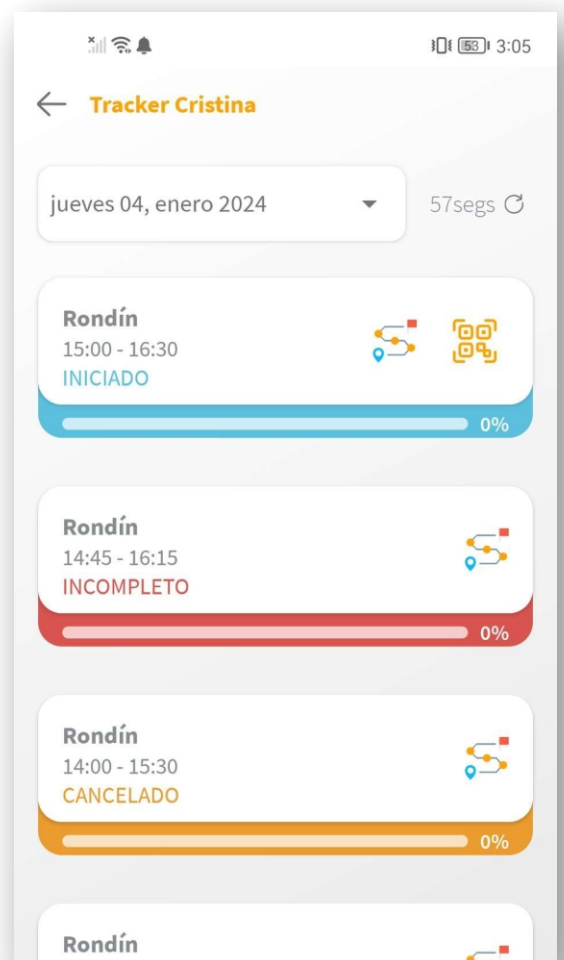 53 3:05
Tracker Cristina
jueves 04, enero 2024
57segs
Rondín
15:00 - 16:30
INICIADO
0%
Rondín
14:45 - 16:15
INCOMPLETO
0%
Rondín
14:00 - 15:30
CANCELADO
0%
Rondín